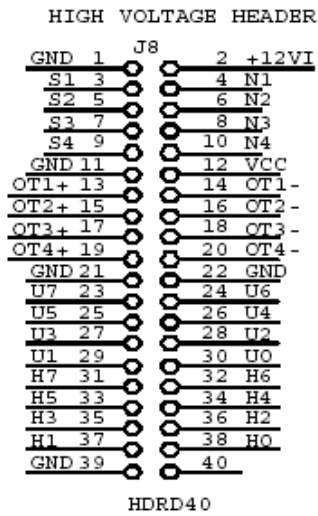 HIGH VOLTAGE HEADER
J8
GND 1 2 +12VI
S1 3 4 N1
S2 5 6 N2
S3 7 8 N3
S4 9 10 N4
GND 11 12 VCC
OT1+ 13 14 OT1-
OT2+ 15 16 OT2-
OT3+ 17 18 OT3-
OT4+ 19 20 OT4-
GND 21 22 GND
U7 23 24 U6
U5 25 26 U4
U3 27 28 U2
U1 29 30 U0
H7 31 32 H6
H5 33 34 H4
H3 35 36 H2
H1 37 38 H0
GND 39 40
HDRD40